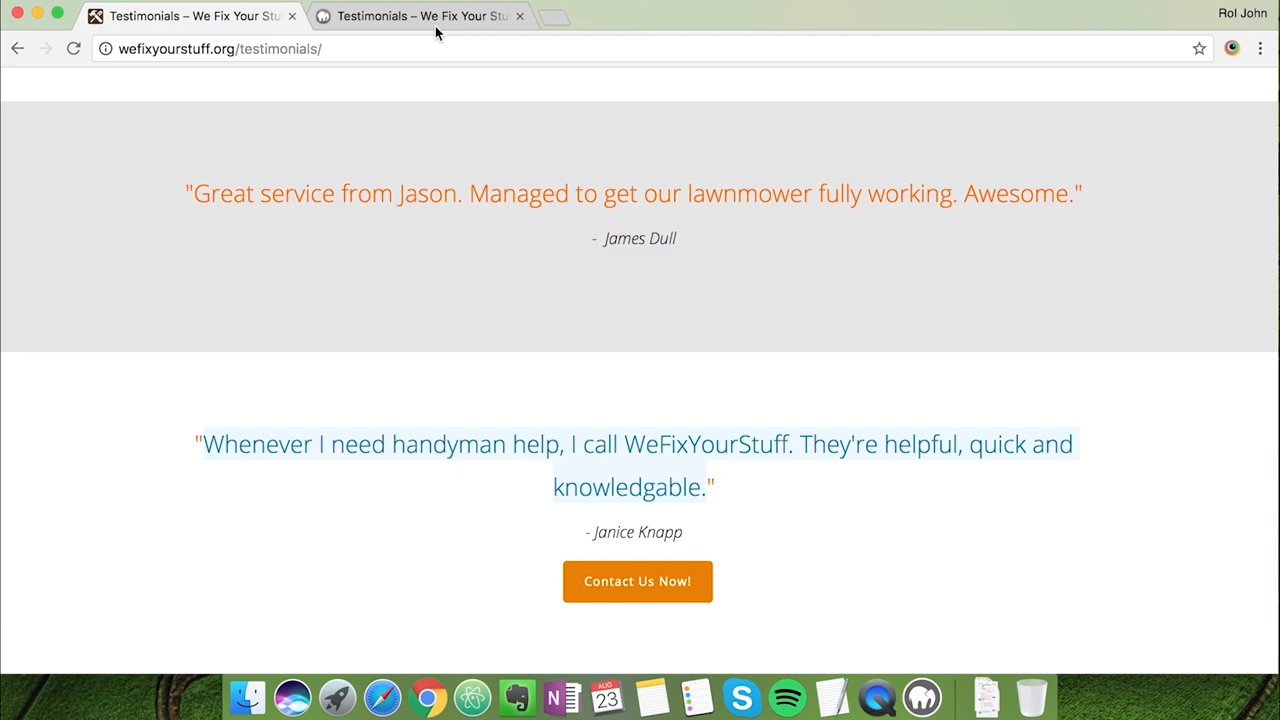 Testimonials – We Fix Your Stu
Testimonials – We Fix Your Stu
Rol John
wefixyourstuff.org/testimonials/
"Great service from Jason. Managed to get our lawnmower fully working. Awesome."
- James Dull
"Whenever I need handyman help, I call WeFixYourStuff. They're helpful, quick and
knowledgable."
- Janice Knapp
Contact Us Now!
AUG
23